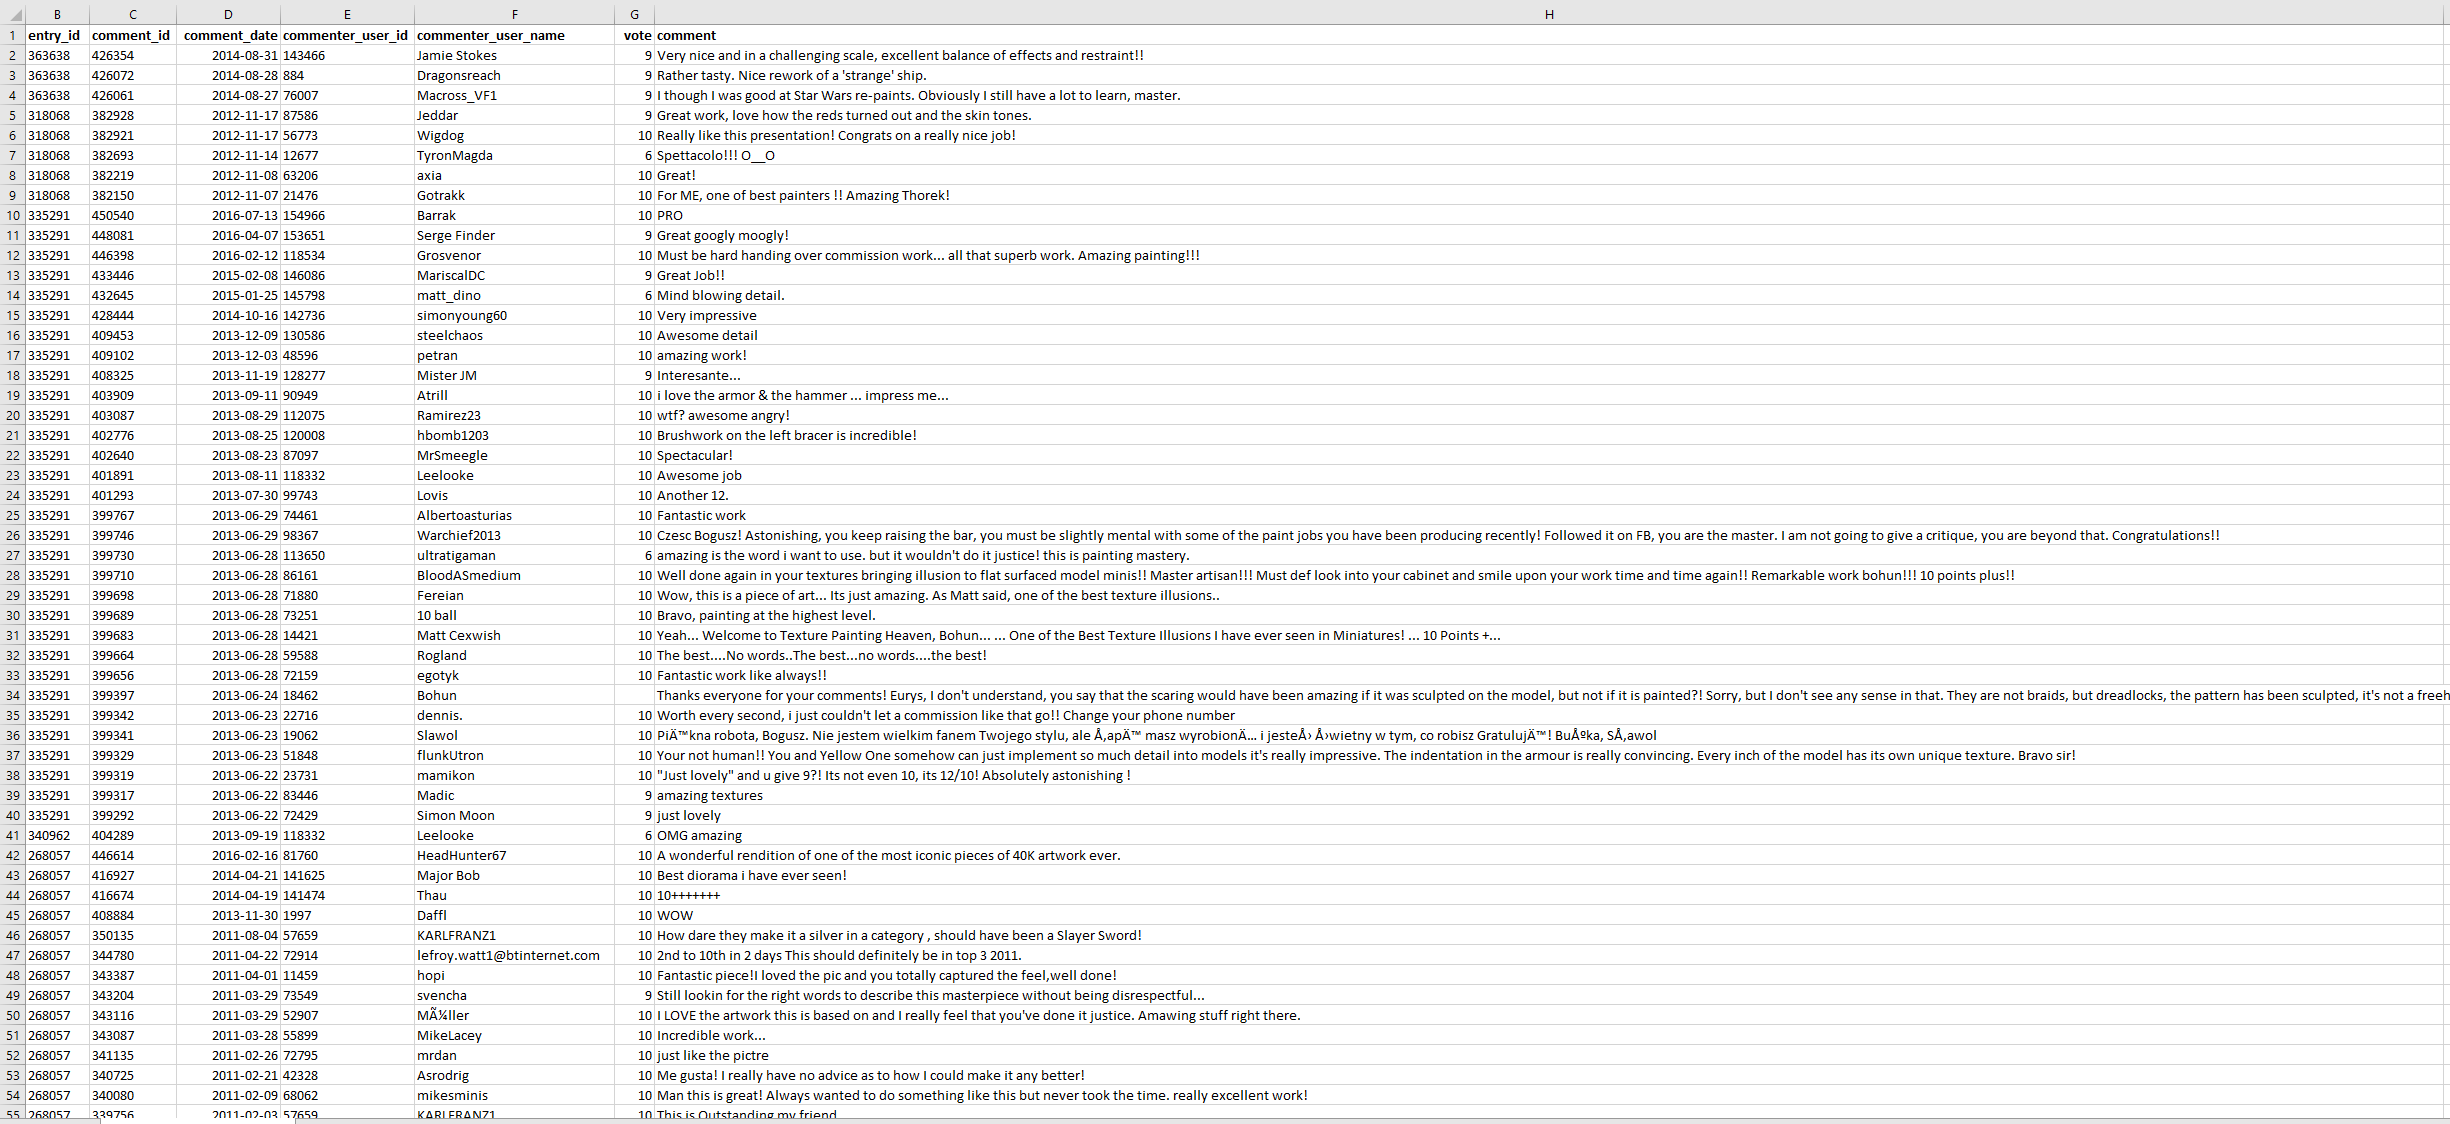 B C D E F G H
1 entry_id comment_id comment_date commenter_user_id commenter_user_name vote comment
2 363638 426354 2014-08-31 143466 Jamie Stokes 9 Very nice and in a challenging scale, excellent balance of effects and restraint!!
3 363638 426072 2014-08-28 884 Dragonsreach 9 Rather tasty. Nice rework of a 'strange' ship.
4 363638 426061 2014-08-27 76007 Macross_VF1 9 I though I was good at Star Wars re-paints. Obviously I still have a lot to learn, master.
5 318068 382928 2012-11-17 87586 Jeddar 9 Great work, love how the reds turned out and the skin tones.
6 318068 382921 2012-11-17 56773 Wigdog 10 Really like this presentation! Congrats on a really nice job!
7 318068 382693 2012-11-14 12677 TyronMagda 6 Spettacolo!!! O__O
8 318068 382219 2012-11-08 63206 axia 10 Great!
9 318068 382150 2012-11-07 21476 Gotrakk 10 For ME, one of best painters !! Amazing Thorek!
10 335291 450540 2016-07-13 154966 Barrak 10 PRO
11 335291 448081 2016-04-07 153651 Serge Finder 9 Great googly moogly!
12 335291 446398 2016-02-12 118534 Grosvenor 10 Must be hard handing over commission work... all that superb work. Amazing painting!!!
13 335291 433446 2015-02-08 146086 MariscalDC 9 Great Job!!
14 335291 432645 2015-01-25 145798 matt_dino 6 Mind blowing detail.
15 335291 428444 2014-10-16 142736 simonyoung60 10 Very impressive
16 335291 409453 2013-12-09 130586 steelchaos 10 Awesome detail
17 335291 409102 2013-12-03 48596 petran 10 amazing work!
18 335291 408325 2013-11-19 128277 Mister JM 9 Interesante...
19 335291 403909 2013-09-11 90949 Atrill 10 i love the armor & the hammer ... impress me...
20 335291 403087 2013-08-29 112075 Ramirez23 10 wtf? awesome angry!
21 335291 402776 2013-08-25 120008 hbomb1203 10 Brushwork on the left bracer is incredible!
22 335291 402640 2013-08-23 87097 MrSmeegle 10 Spectacular!
23 335291 401891 2013-08-11 118332 Leelooke 10 Awesome job
24 335291 401293 2013-07-30 99743 Lovis 10 Another 12.
25 335291 399767 2013-06-29 74461 Albertoasturias 10 Fantastic work
26 335291 399746 2013-06-29 98367 Warchief2013 10 Czesc Bogusz! Astonishing, you keep raising the bar, you must be slightly mental with some of the paint jobs you have been producing recently! Followed it on FB, you are the master. I am not going to give a critique, you are beyond that. Congratulations!!
27 335291 399730 2013-06-28 113650 ultratigaman 6 amazing is the word i want to use. but it wouldn't do it justice! this is painting mastery.
28 335291 399710 2013-06-28 86161 BloodASmedium 10 Well done again in your textures bringing illusion to flat surfaced model minis!! Master artisan!!! Must def look into your cabinet and smile upon your work time and time again!! Remarkable work bohun!!! 10 points plus!!
29 335291 399698 2013-06-28 71880 Fereian 10 Wow, this is a piece of art... Its just amazing. As Matt said, one of the best texture illusions..
30 335291 399689 2013-06-28 73251 10 ball 10 Bravo, painting at the highest level.
31 335291 399683 2013-06-28 14421 Matt Cexwish 10 Yeah... Welcome to Texture Painting Heaven, Bohun... ... One of the Best Texture Illusions I have ever seen in Miniatures! ... 10 Points +...
32 335291 399664 2013-06-28 59588 Rogland 10 The best....No words..The best...no words....the best!
33 335291 399656 2013-06-28 72159 egotyk 10 Fantastic work like always!!
34 335291 399397 2013-06-24 18462 Bohun Thanks everyone for your comments! Eurys, I don't understand, you say that the scaring would have been amazing if it was sculpted on the model, but not if it is painted?! Sorry, but I don't see any sense in that. They are not braids, but dreadlocks, the pattern has been sculpted, it's not a freeh
35 335291 399342 2013-06-23 22716 dennis. 10 Worth every second, i just couldn't let a commission like that go!! Change your phone number
36 335291 399341 2013-06-23 19062 Slawol 10 PiÄ™kna robota, Bogusz. Nie jestem wielkim fanem Twojego stylu, ale Å‚apÄ™ masz wyrobionÄ… i jesteÅ› Å›wietny w tym, co robisz GratulujÄ™! BuÅºka, SÅ‚awol
37 335291 399329 2013-06-23 51848 flunkUtron 10 Your not human!! You and Yellow One somehow can just implement so much detail into models it's really impressive. The indentation in the armour is really convincing. Every inch of the model has its own unique texture. Bravo sir!
38 335291 399319 2013-06-22 23731 mamikon 10 "Just lovely" and u give 9?! Its not even 10, its 12/10! Absolutely astonishing !
39 335291 399317 2013-06-22 83446 Madic 9 amazing textures
40 335291 399292 2013-06-22 72429 Simon Moon 9 just lovely
41 340962 404289 2013-09-19 118332 Leelooke 6 OMG amazing
42 268057 446614 2016-02-16 81760 HeadHunter67 10 A wonderful rendition of one of the most iconic pieces of 40K artwork ever.
43 268057 416927 2014-04-21 141625 Major Bob 10 Best diorama i have ever seen!
44 268057 416674 2014-04-19 141474 Thau 10 10+++++++
45 268057 408884 2013-11-30 1997 Daffl 10 WOW
46 268057 350135 2011-08-04 57659 KARLFRANZ1 10 How dare they make it a silver in a category , should have been a Slayer Sword!
47 268057 344780 2011-04-22 72914 lefroy.watt1@btinternet.com 10 2nd to 10th in 2 days This should definitely be in top 3 2011.
48 268057 343387 2011-04-01 11459 hopi 10 Fantastic piece!I loved the pic and you totally captured the feel,well done!
49 268057 343204 2011-03-29 73549 svencha 9 Still lookin for the right words to describe this masterpiece without being disrespectful...
50 268057 343116 2011-03-29 52907 MÃ¼ller 10 I LOVE the artwork this is based on and I really feel that you've done it justice. Amawing stuff right there.
51 268057 343087 2011-03-28 55899 MikeLacey 10 Incredible work...
52 268057 341135 2011-02-26 72795 mrdan 10 just like the pictre
53 268057 340725 2011-02-21 42328 Asrodrig 10 Me gusta! I really have no advice as to how I could make it any better!
54 268057 340080 2011-02-09 68062 mikesminis 10 Man this is great! Always wanted to do something like this but never took the time. really excellent work!
55 268057 339756 2011-02-03 57659 KARLFRANZ1 10 This is Outstanding my friend